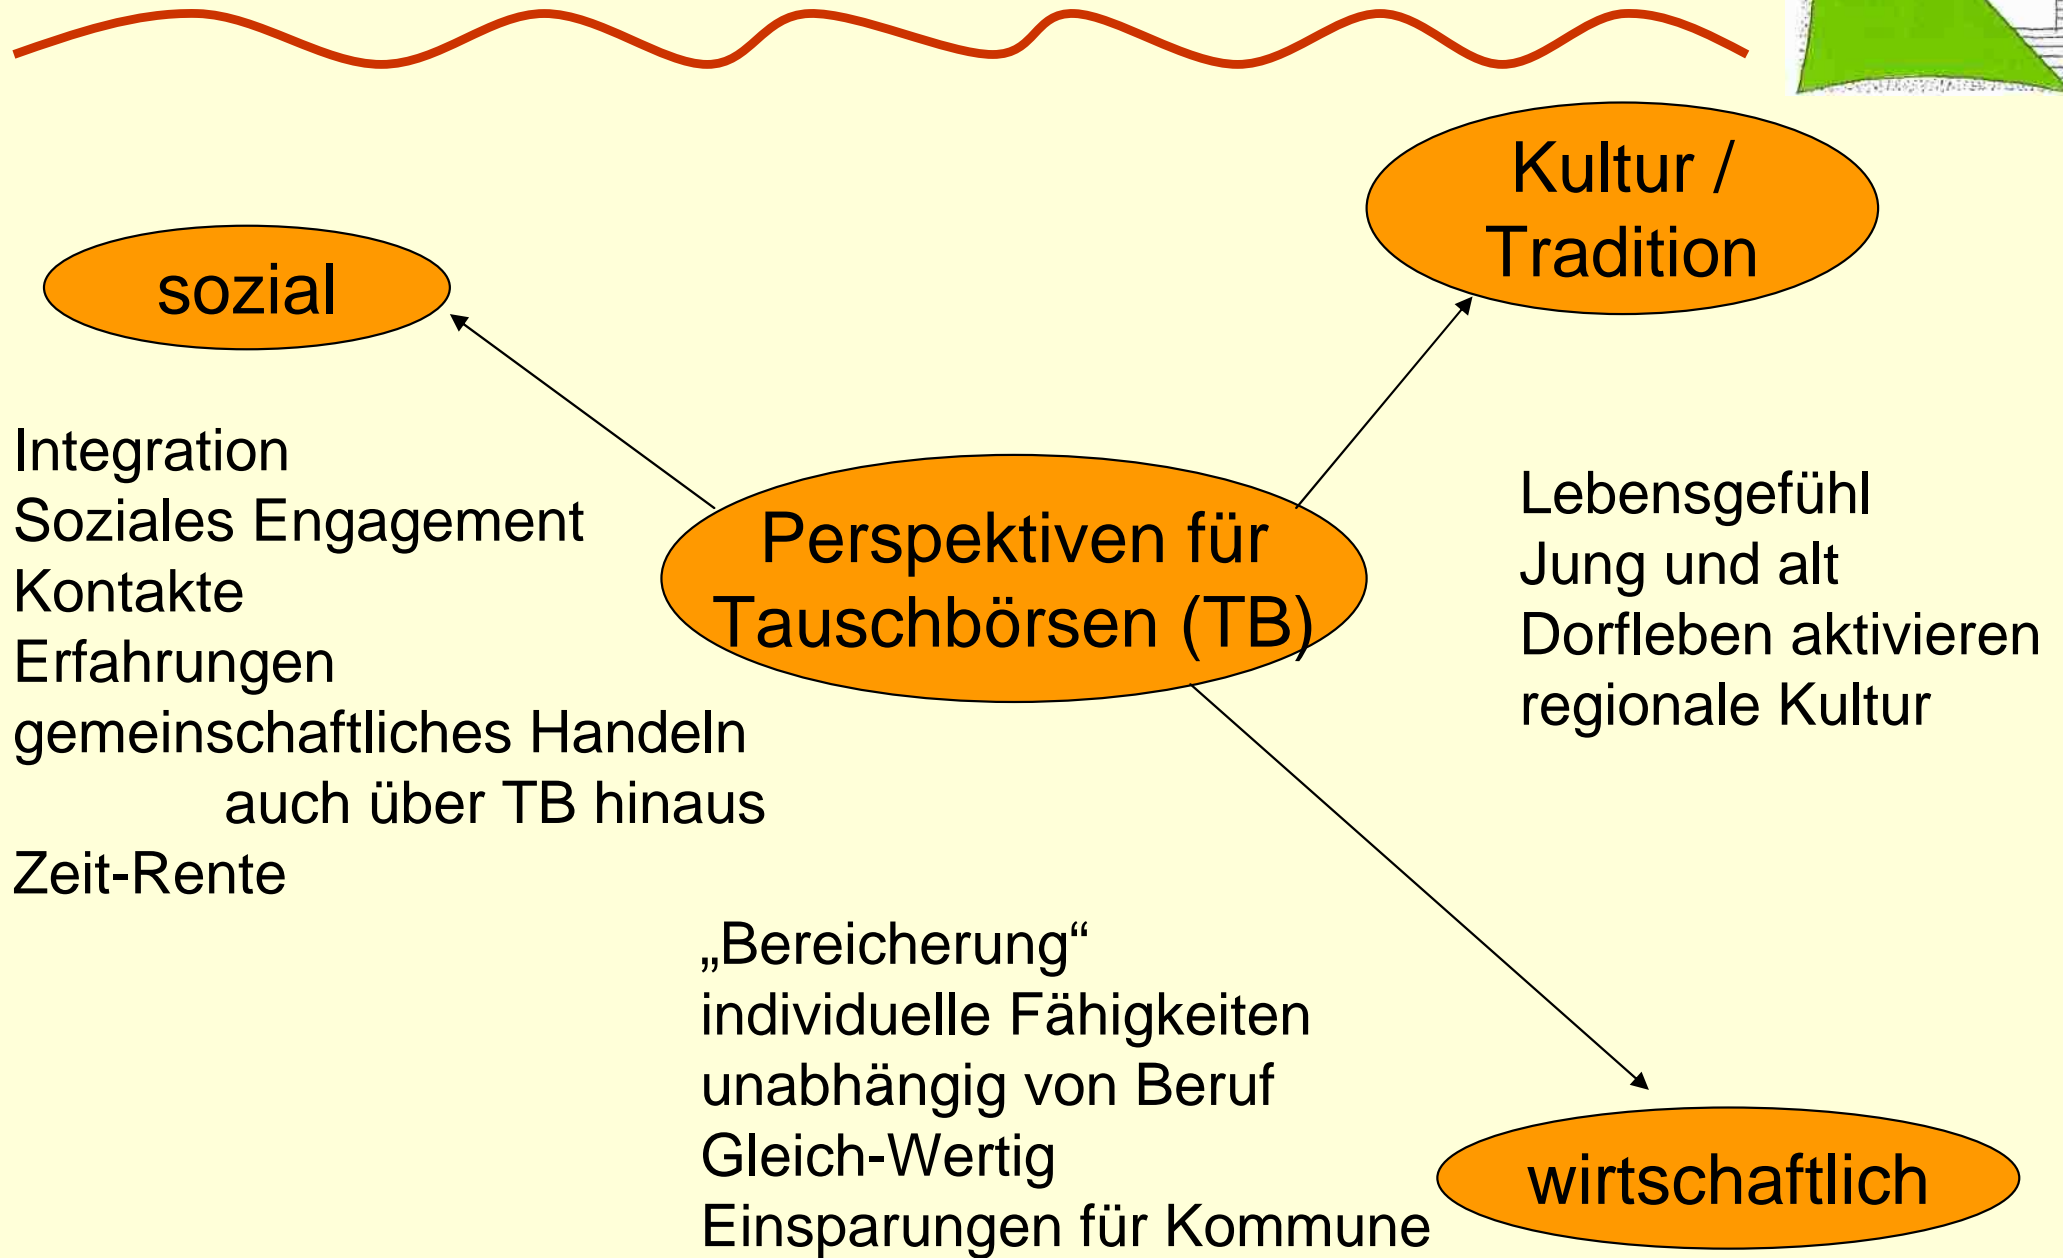 Kultur /
Tradition
sozial
Integration
Soziales Engagement
Kontakte
Erfahrungen
gemeinschaftliches Handeln
auch über TB hinaus
Zeit-Rente
Perspektiven für
Tauschbörsen (TB)
Lebensgefühl
Jung und alt
Dorfleben aktivieren
regionale Kultur
„Bereicherung“
individuelle Fähigkeiten
unabhängig von Beruf
Gleich-Wertig
Einsparungen für Kommune
wirtschaftlich